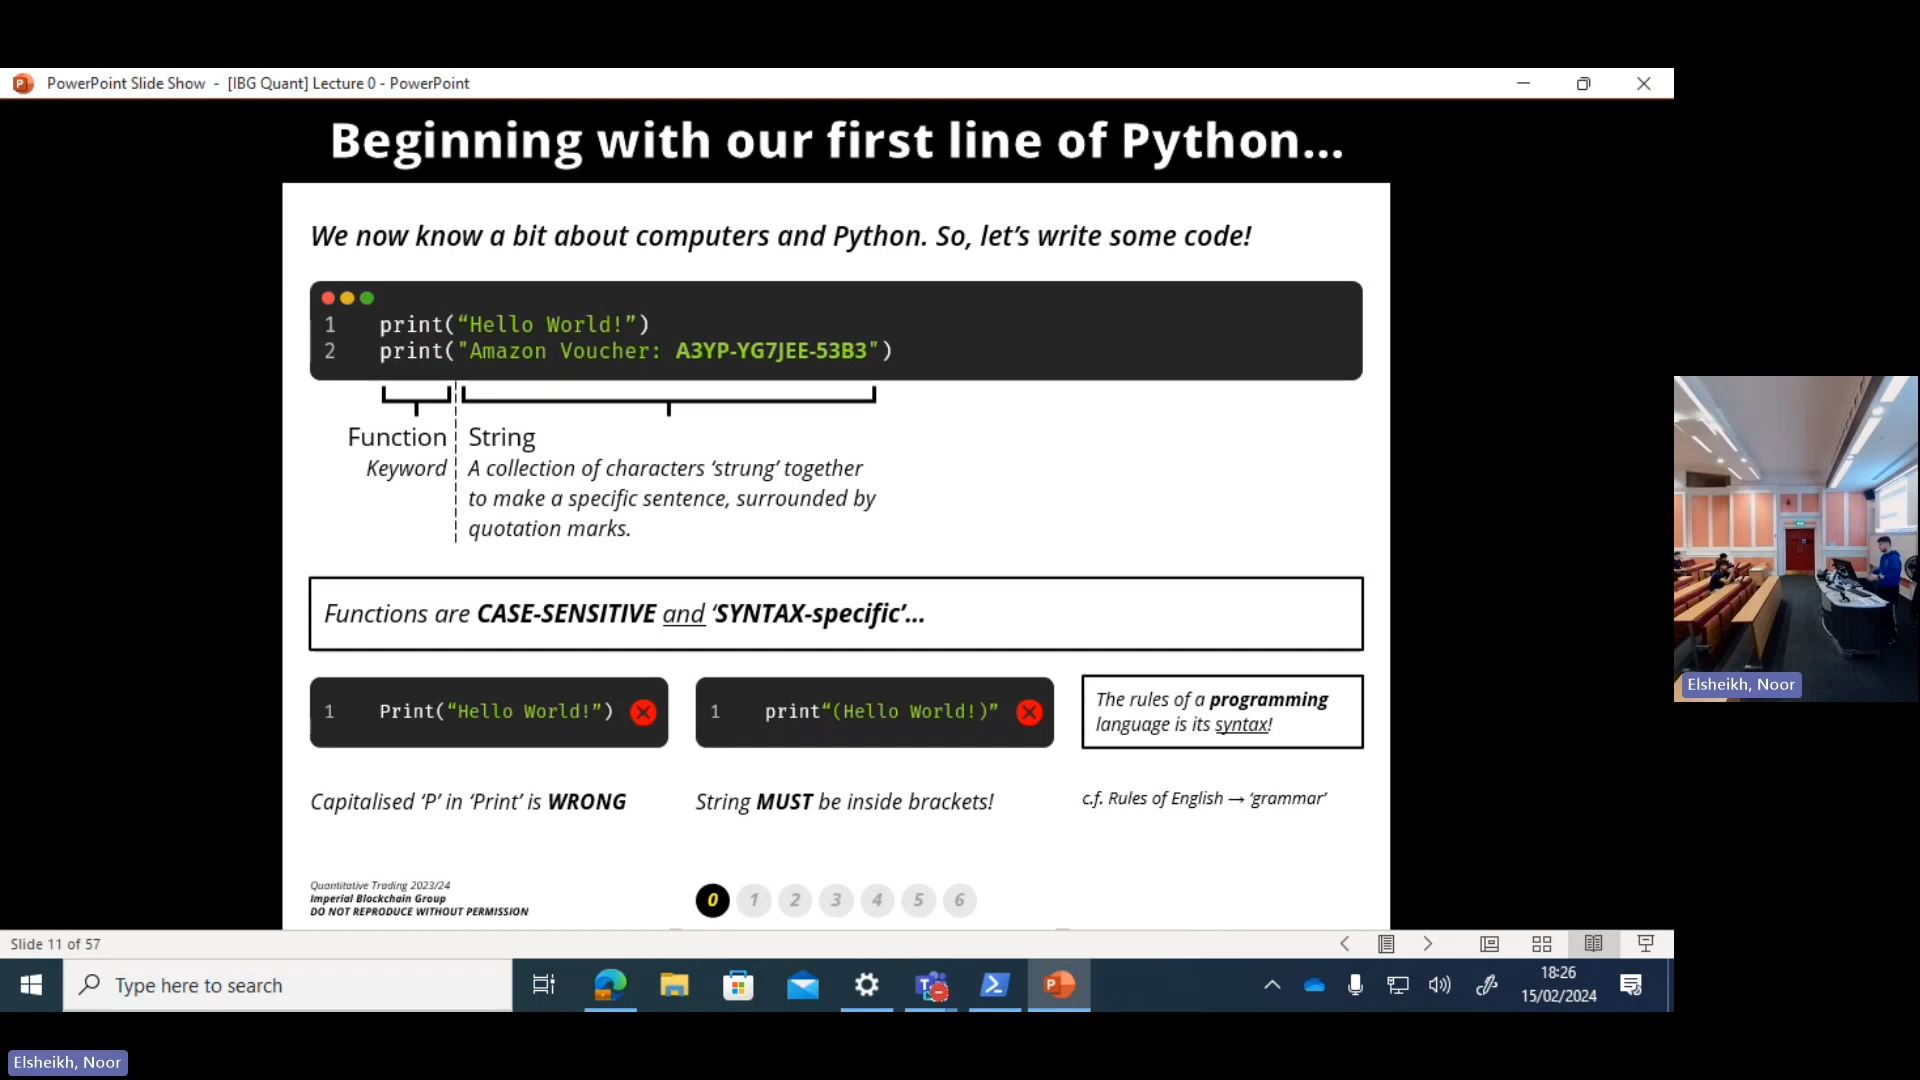 PowerPoint Slide Show - [IBG Quant] Lecture 0 - PowerPoint
Beginning with our first line of Python...
We now know a bit about computers and Python. So, let’s write some code!
1 print(“Hello World!”)
2 print("Amazon Voucher: A3YP-YG7JEE-53B3")
Function
Keyword
String
A collection of characters ‘strung’ together
to make a specific sentence, surrounded by
quotation marks.
Functions are CASE-SENSITIVE and ‘SYNTAX-specific’...
1 Print(“Hello World!”)
Capitalised ‘P’ in ‘Print’ is WRONG
1 print“(Hello World!)”
String MUST be inside brackets!
The rules of a programming
language is its syntax!
c.f. Rules of English → ‘grammar’
Quantitative Trading 2023/24
Imperial Blockchain Group
DO NOT REPRODUCE WITHOUT PERMISSION
0 1 2 3 4 5 6
Slide 11 of 57
Type here to search
18:26
15/02/2024
Elsheikh, Noor
Elsheikh, Noor